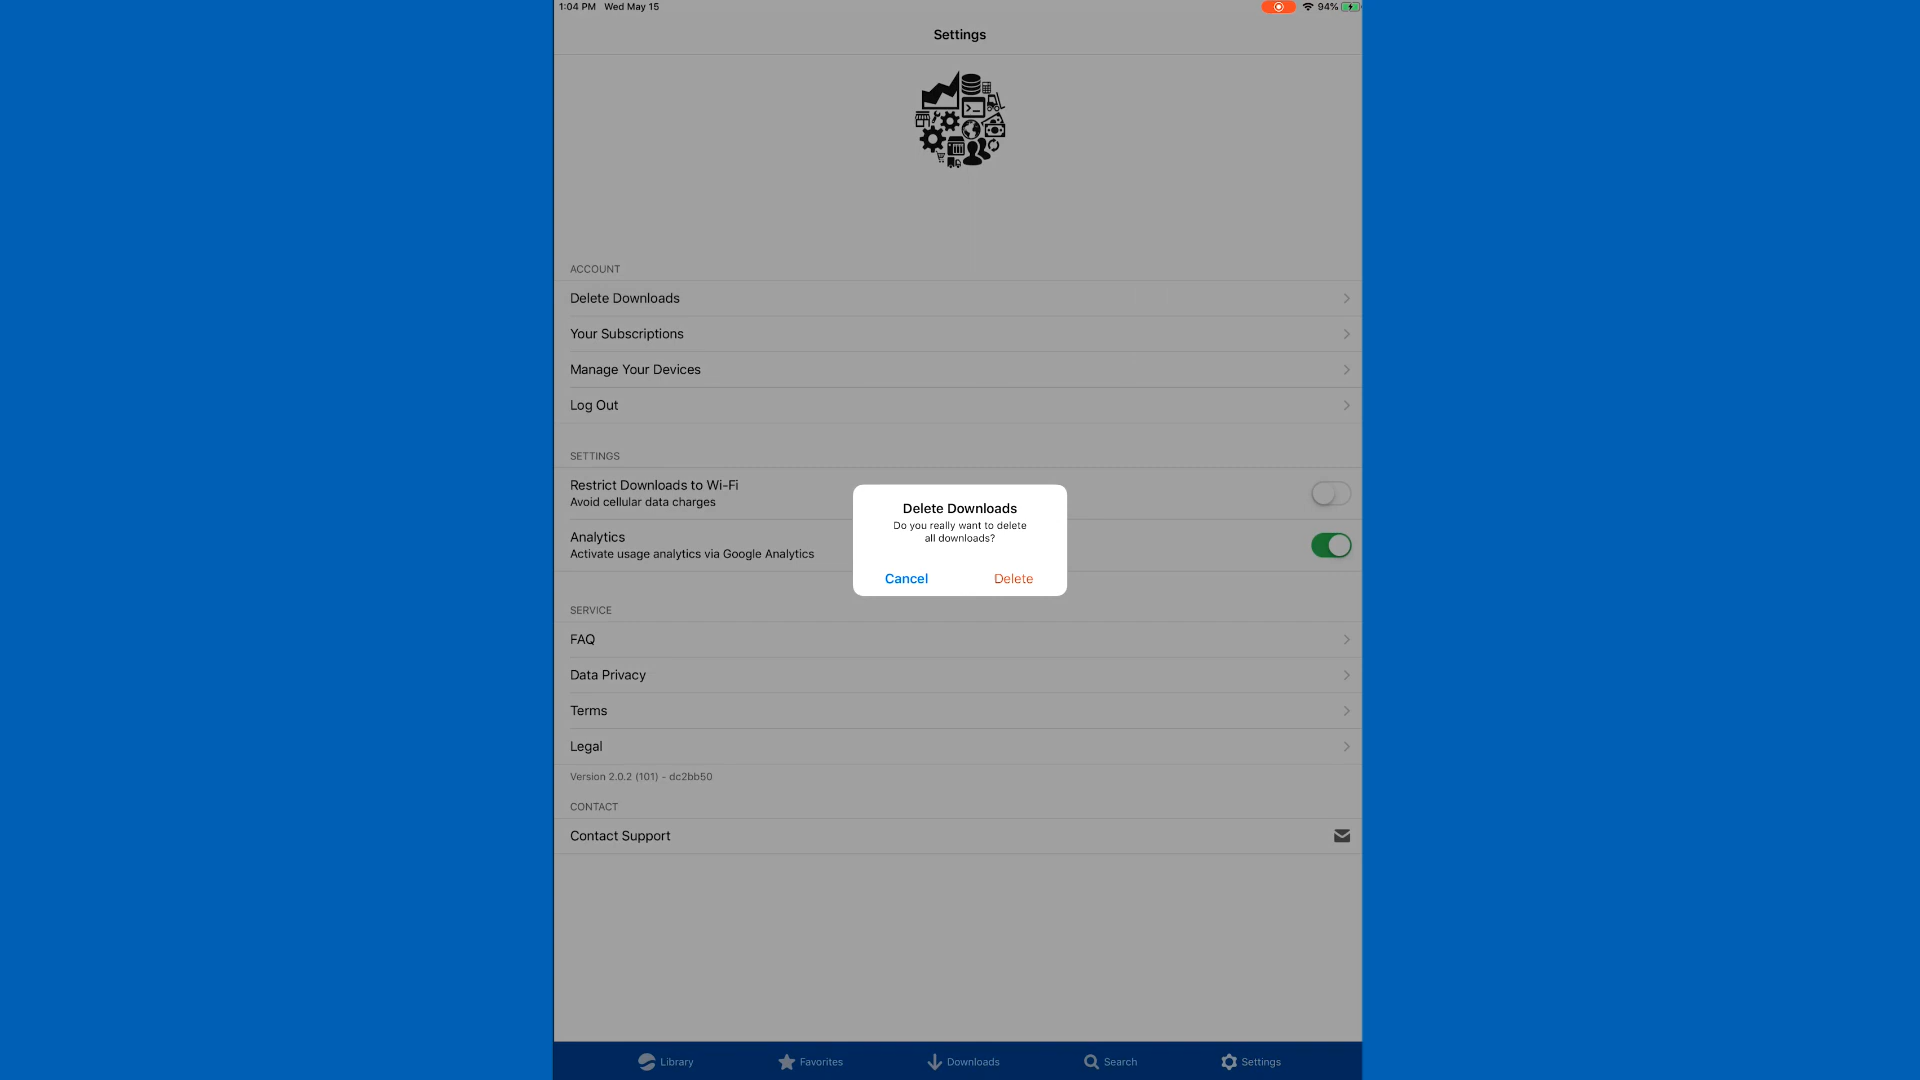 1:04 PM Wed May 15
94%
Settings
ACCOUNT
Delete Downloads
Your Subscriptions
Manage Your Devices
Log Out
SETTINGS
Restrict Downloads to Wi-Fi
Avoid cellular data charges
Analytics
Activate usage analytics via Google Analytics
Delete Downloads
Do you really want to delete
all downloads?
Cancel Delete
SERVICE
FAQ
Data Privacy
Terms
Legal
Version 2.0.2 (101) - dc2bb50
CONTACT
Contact Support
Library Favorites Downloads Search Settings